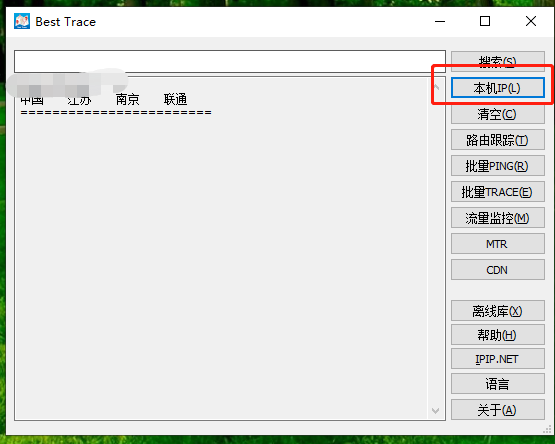 Best Trace
搜索(S)
本机IP(L)
中国 江苏 南京 联通
========================
清空(C)
路由跟踪(T)
批量PING(R)
批量TRACE(E)
流量监控(M)
MTR
CDN
离线库(X)
帮助(H)
IPIP.NET
语言
关于(A)